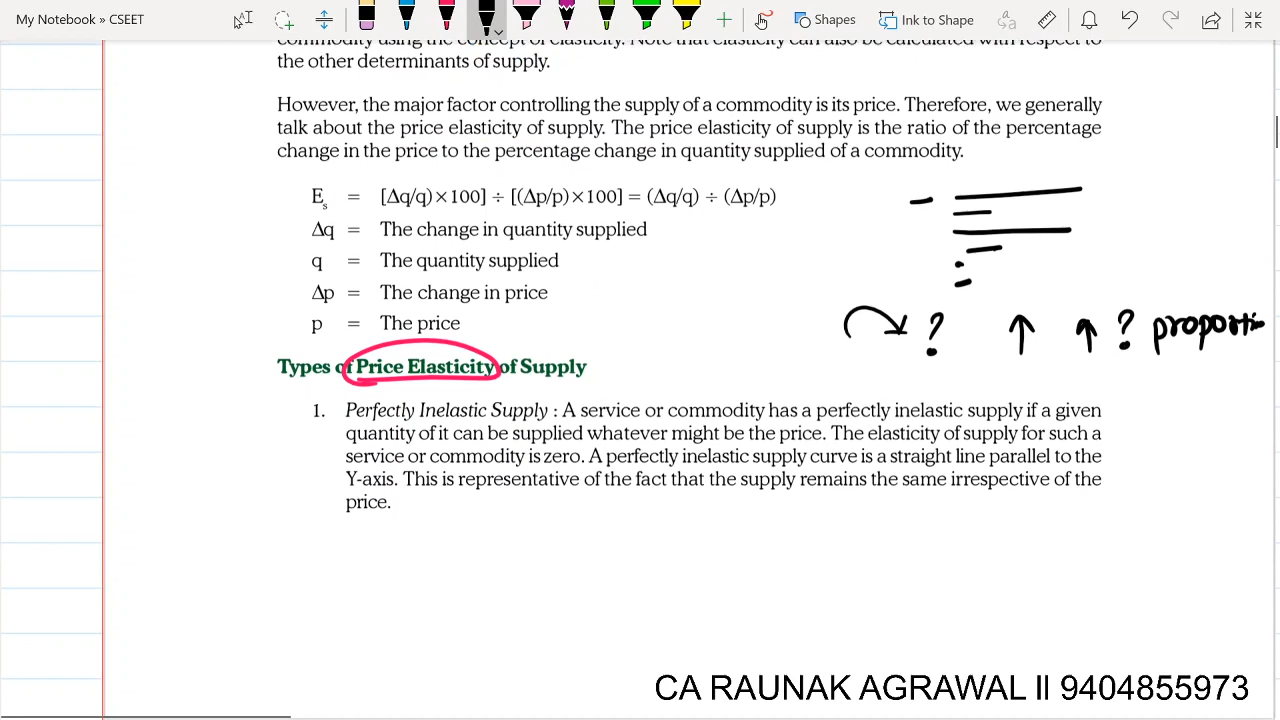 My Notebook » CSEET
Shapes
Ink to Shape
commodity using the concept of elasticity. Note that elasticity can also be calculated with respect to
the other determinants of supply.
However, the major factor controlling the supply of a commodity is its price. Therefore, we generally
talk about the price elasticity of supply. The price elasticity of supply is the ratio of the percentage
change in the price to the percentage change in quantity supplied of a commodity.
Es = [Δq/q)×100] ÷ [(Δp/p)×100] = (Δq/q) ÷ (Δp/p)
Δq = The change in quantity supplied
q = The quantity supplied
Δp = The change in price
p = The price
? ↑ ↑ ? proportin
Types of Price Elasticity of Supply
1. Perfectly Inelastic Supply : A service or commodity has a perfectly inelastic supply if a given
quantity of it can be supplied whatever might be the price. The elasticity of supply for such a
service or commodity is zero. A perfectly inelastic supply curve is a straight line parallel to the
Y-axis. This is representative of the fact that the supply remains the same irrespective of the
price.
CA RAUNAK AGRAWAL II 9404855973